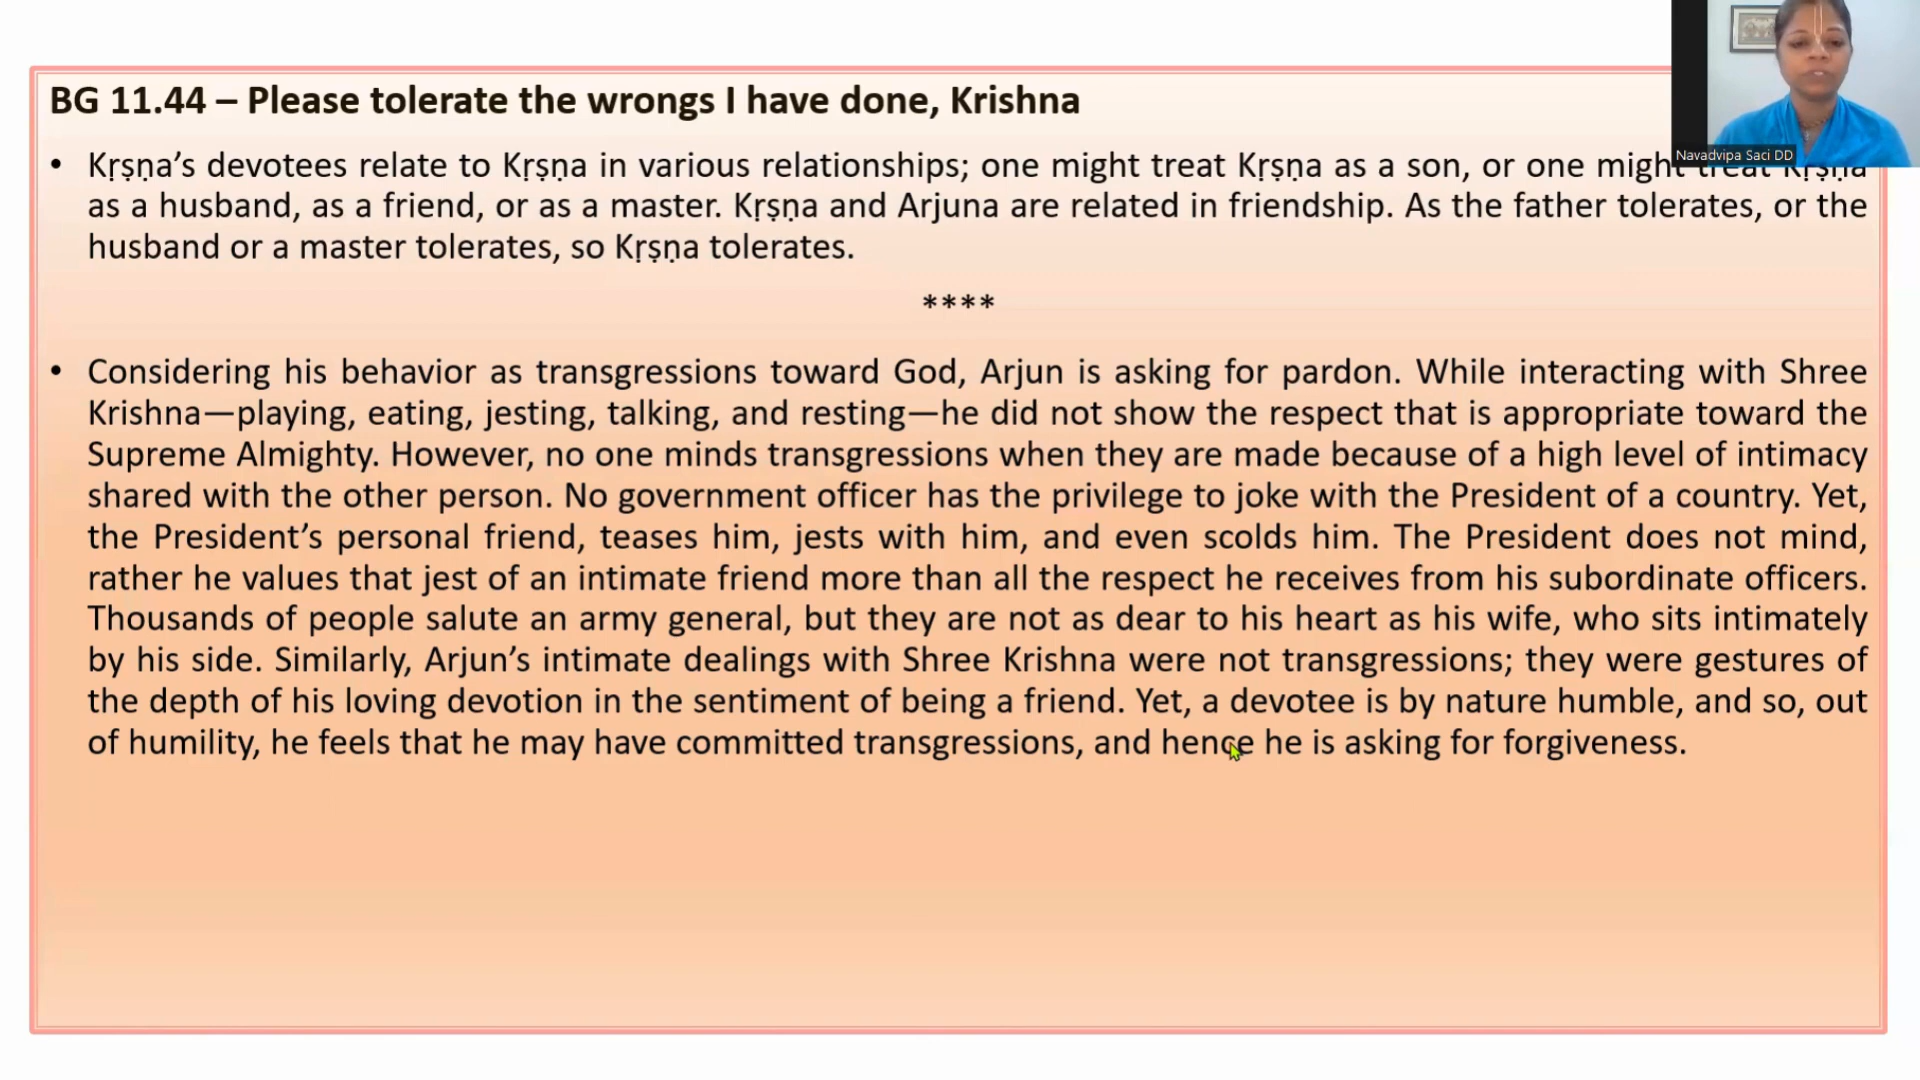 BG 11.44 – Please tolerate the wrongs I have done, Krishna
• Kṛṣṇa’s devotees relate to Kṛṣṇa in various relationships; one might treat Kṛṣṇa as a son, or one might treat Kṛṣṇa
as a husband, as a friend, or as a master. Kṛṣṇa and Arjuna are related in friendship. As the father tolerates, or the
husband or a master tolerates, so Kṛṣṇa tolerates.
****
• Considering his behavior as transgressions toward God, Arjun is asking for pardon. While interacting with Shree
Krishna—playing, eating, jesting, talking, and resting—he did not show the respect that is appropriate toward the
Supreme Almighty. However, no one minds transgressions when they are made because of a high level of intimacy
shared with the other person. No government officer has the privilege to joke with the President of a country. Yet,
the President’s personal friend, teases him, jests with him, and even scolds him. The President does not mind,
rather he values that jest of an intimate friend more than all the respect he receives from his subordinate officers.
Thousands of people salute an army general, but they are not as dear to his heart as his wife, who sits intimately
by his side. Similarly, Arjun’s intimate dealings with Shree Krishna were not transgressions; they were gestures of
the depth of his loving devotion in the sentiment of being a friend. Yet, a devotee is by nature humble, and so, out
of humility, he feels that he may have committed transgressions, and hence he is asking for forgiveness.
Navadvipa Saci DD